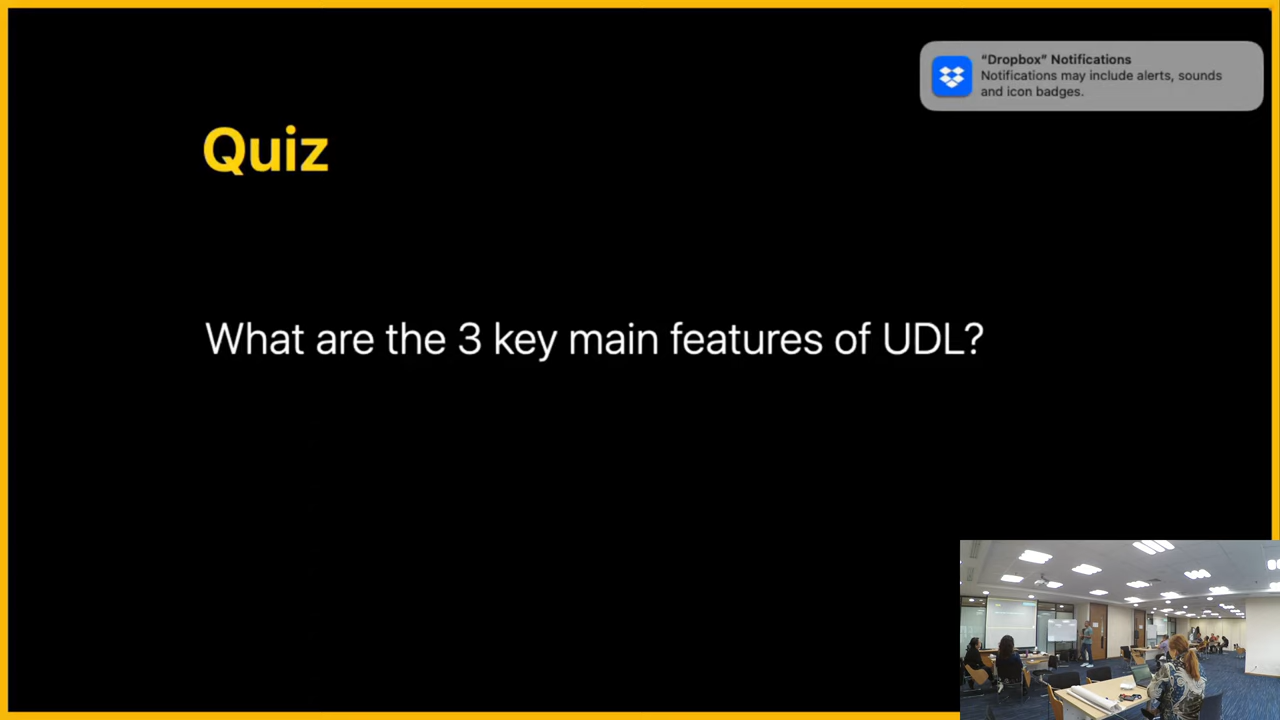 “Dropbox” Notifications
Notifications may include alerts, sounds
and icon badges.
Quiz
What are the 3 key main features of UDL?